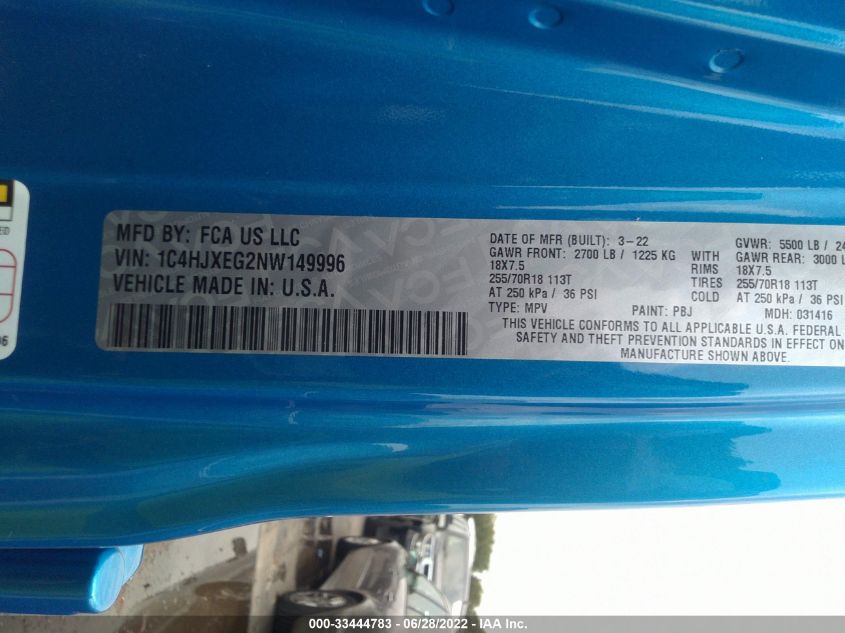 MFD BY: FCA US LLC
VIN: 1C4HJXEG2NW149996
VEHICLE MADE IN: U.S.A.
DATE OF MFR (BUILT): 3-22
GAWR FRONT: 2700 LB / 1225 KG
18X7.5
255/70R18 113T
AT 250 kPa / 36 PSI
TYPE: MPV
RIMS
TIRES
COLD
PAINT: PBJ
GVWR: 5500 LB / 24
GAWR REAR: 3000 L
18X7.5
255/70R18 113T
AT 250 kPa / 36 PSI
MDH: 031416
THIS VEHICLE CONFORMS TO ALL APPLICABLE U.S.A. FEDERAL
SAFETY AND THEFT PREVENTION STANDARDS IN EFFECT ON
MANUFACTURE SHOWN ABOVE.
000-33444783 - 06/28/2022 - IAA Inc.